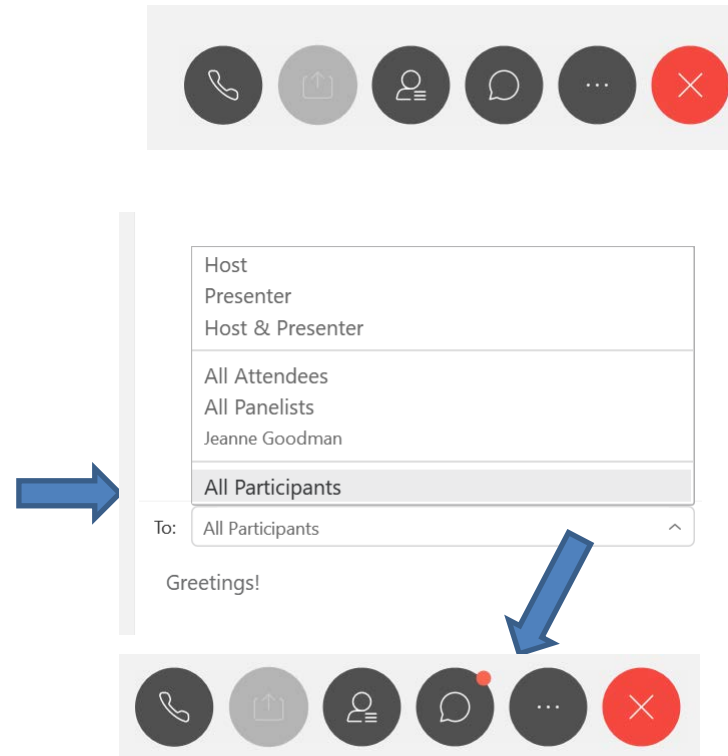 Host
Presenter
Host & Presenter
All Attendees
All Panelists
Jeanne Goodman
All Participants
To: All Participants
Greetings!